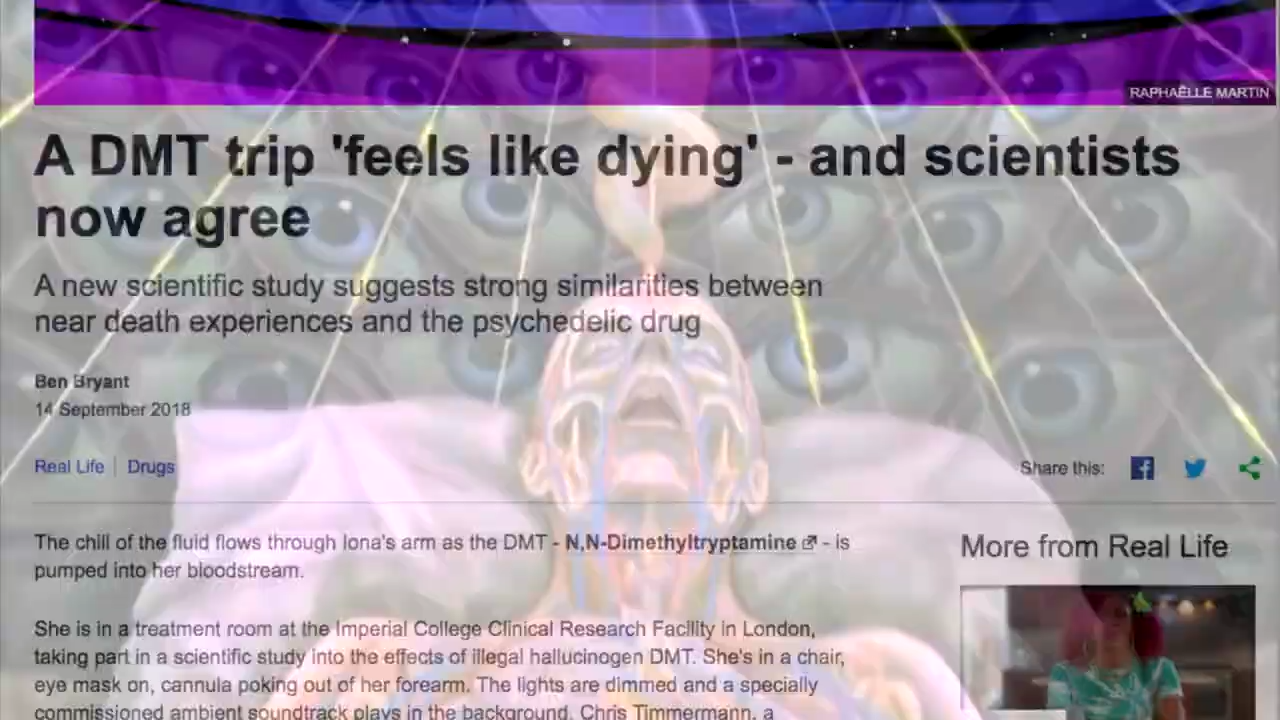 RAPHAËLLE MARTIN
A DMT trip 'feels like dying' - and scientists
now agree
A new scientific study suggests strong similarities between
near death experiences and the psychedelic drug
Ben Bryant
14 September 2018
Real Life | Drugs
Share this:
The chill of the fluid flows through Iona's arm as the DMT - N,N-Dimethyltryptamine - is
pumped into her bloodstream.
More from Real Life
She is in a treatment room at the Imperial College Clinical Research Facility in London,
taking part in a scientific study into the effects of illegal hallucinogen DMT. She's in a chair,
eye mask on, cannula poking out of her forearm. The lights are dimmed and a specially
commissioned ambient soundtrack plays in the background. Chris Timmermann, a